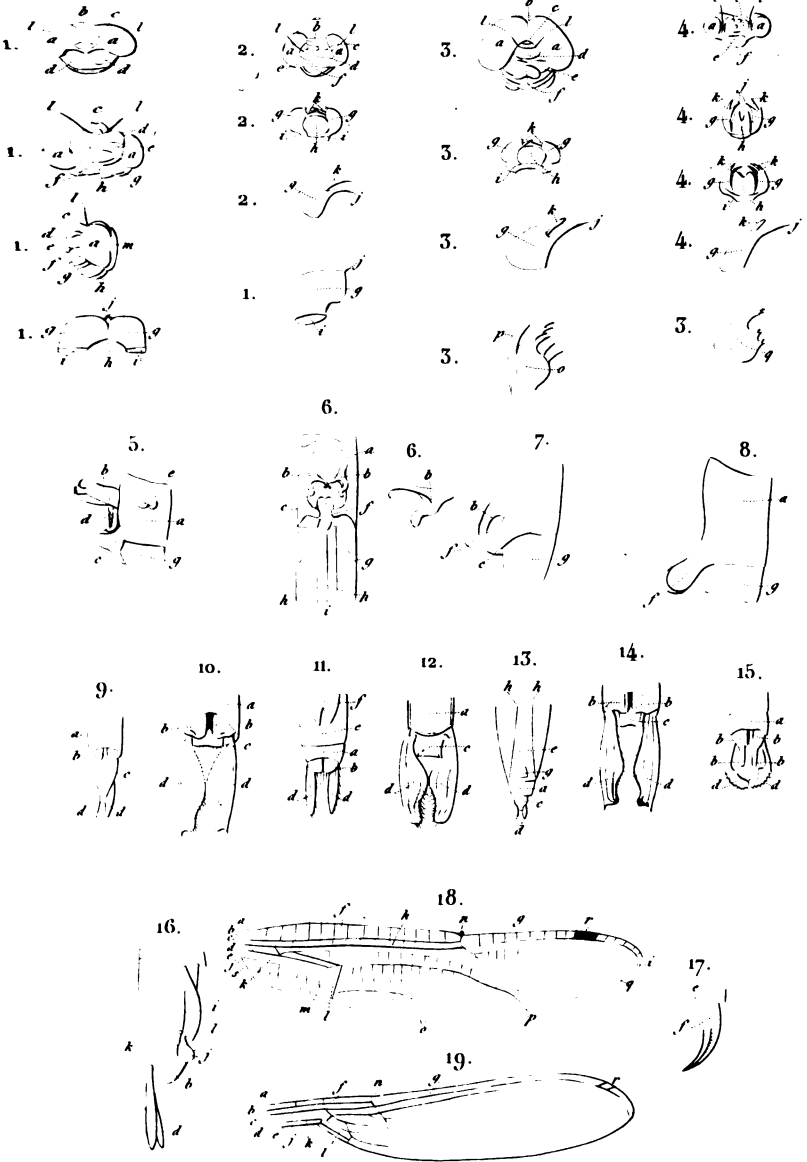 b c
l a a l
1. d d
b
l l
2. a a c
e d
f
b c
l l
3. a a d
e
f
4. a
e f
l c l
d
1. a a e
f h g
k
2. g g
i h i
k
3. g g
i h
j
k k
4. g g
h
l
c
d
1. e a m
f
g h
k
2. g j
k
3. g j
k k
4. g g
i h
k j
4. g
j
1. g
i
j
1. g g
i h i
p
3. o
3. q
5.
b e
d a
c g
6.
a
b b
c f
g
h i h
6.
b
7.
b
f
c g
8.
a
g
f
9.
a
b
c
d d
10.
a
b b
c
d d
11.
f
e
a
b
d d
12.
a
c
d d
13.
h h
e
g
a
c
d
14.
b b
c
d d
15.
a
b b
b b
d d
16.
i
l
k j
b
d
17.
e
f
18.
a f h n g r
b
c
d
k m l o p q i
19.
a f n g r
b
c
d e j k l